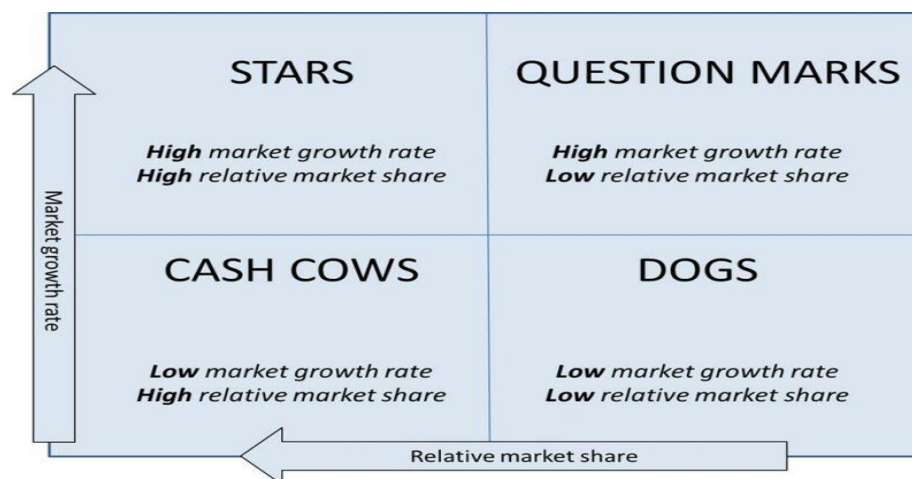 STARS
High market growth rate
High relative market share
QUESTION MARKS
High market growth rate
Low relative market share
Market growth rate
CASH COWS
Low market growth rate
High relative market share
DOGS
Low market growth rate
Low relative market share
Relative market share